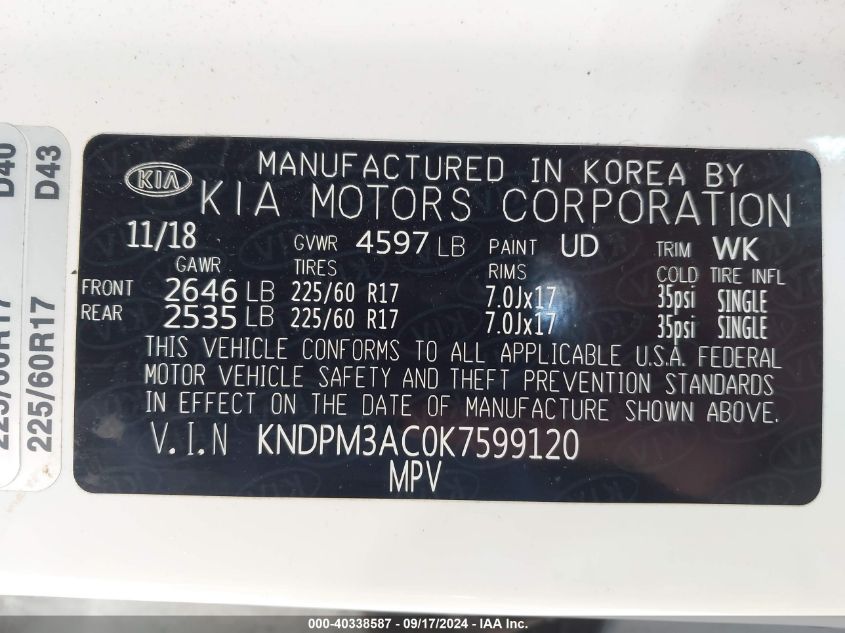 MANUFACTURED IN KOREA BY
KIA KIA MOTORS CORPORATION
11/18 GVWR 4597 LB PAINT UD TRIM WK
GAWR TIRES RIMS COLD TIRE INFL
FRONT 2646 LB 225/60 R17 7.0Jx17 35psi SINGLE
REAR 2535 LB 225/60 R17 7.0Jx17 35psi SINGLE
THIS VEHICLE CONFORMS TO ALL APPLICABLE U.S.A. FEDERAL
MOTOR VEHICLE SAFETY AND THEFT PREVENTION STANDARDS
IN EFFECT ON THE DATE OF MANUFACTURE SHOWN ABOVE.
V.I.N KNDPM3AC0K7599120
MPV
D40
225/60R17 D43
000-40338587 - 09/17/2024 - IAA Inc.